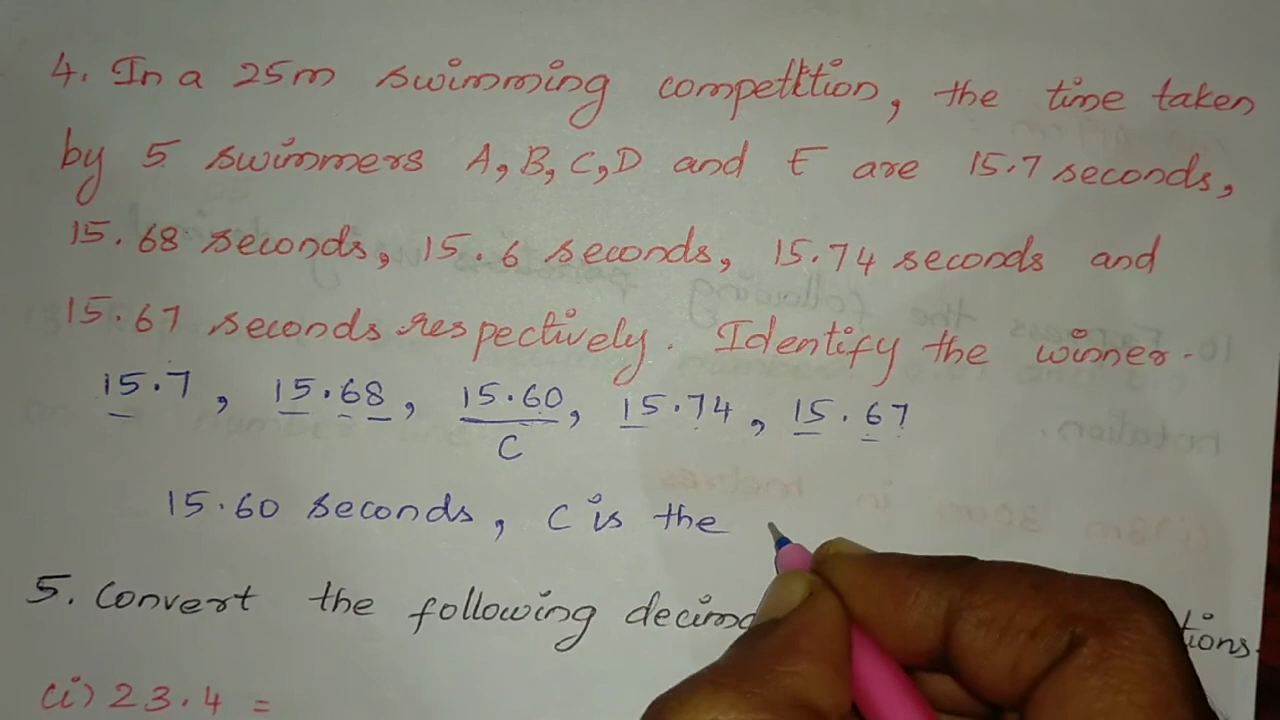 4. In a 25m swimming competition, the time taken
by 5 swimmers A, B, C, D and E are 15.7 seconds,
15.68 seconds, 15.6 seconds, 15.74 seconds and
15.67 seconds respectively. Identify the winner.
15.7, 15.68, 15.60, 15.74, 15.67
C
15.60 seconds, C is the
5. Convert the following
(i) 23.4 =